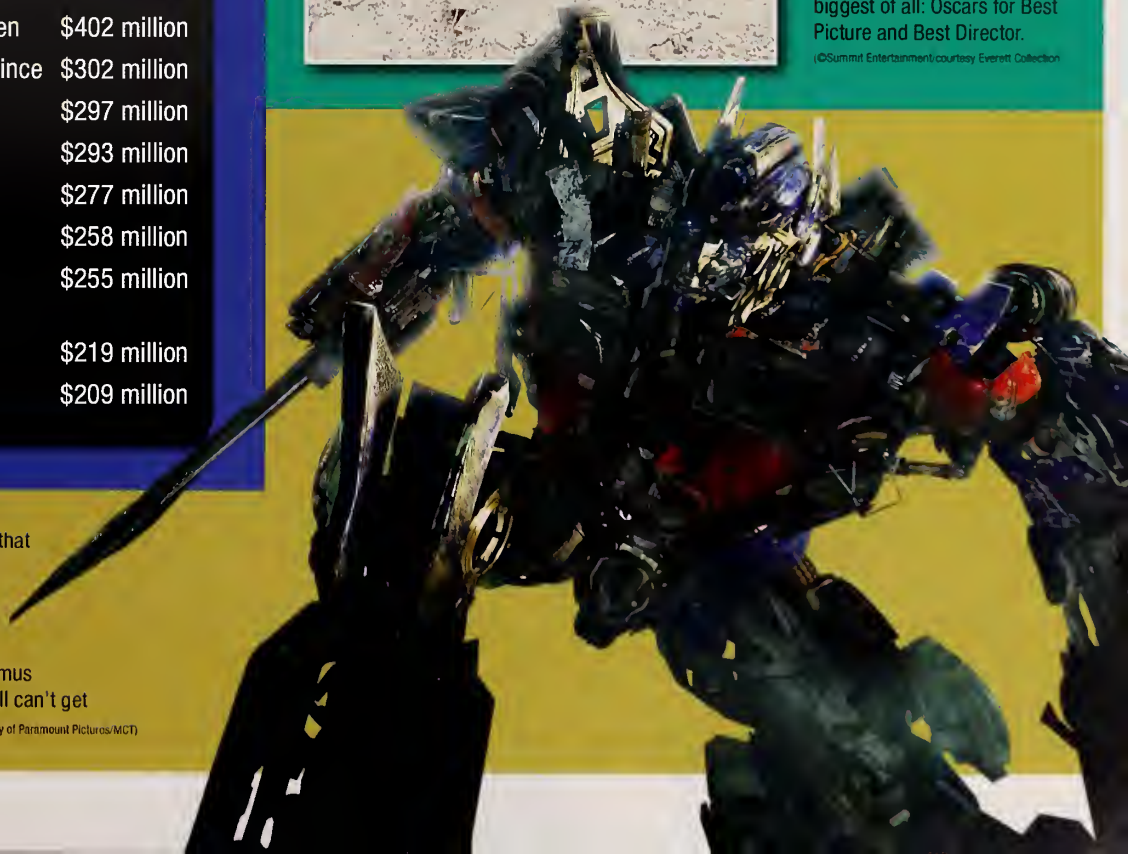 en $402 million
ince $302 million
$297 million
$293 million
$277 million
$258 million
$255 million
$219 million
$209 million
biggest of all: Oscars for Best
Picture and Best Director.
(©Summit Entertainment/courtesy Everett Collection
that
mus
ll can't get
y of Paramount Pictures/MCT)